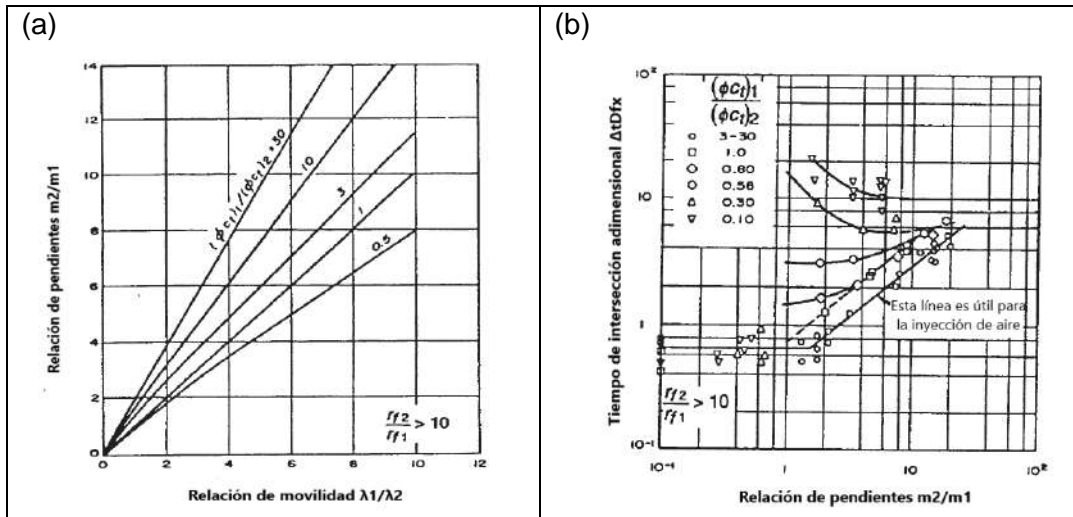 (a)
14
12
10
8
6
4
2
0
Relación de pendientes m2/m1
(ϕct)1/(ϕct)2 = 30
10
3
1
0.5
rf2/rf1 > 10
0 2 4 6 8 10 12
Relación de movilidad λ1/λ2
(b)
10²
10
1
10⁻¹
Tiempo de intersección adimensional ΔtDfx
(ϕct)1
(ϕct)2
3-30
1.0
0.80
0.58
0.30
0.10
Esta línea es útil para
la inyección de aire
rf2/rf1 > 10
10⁻¹ 1 10 10²
Relación de pendientes m2/m1